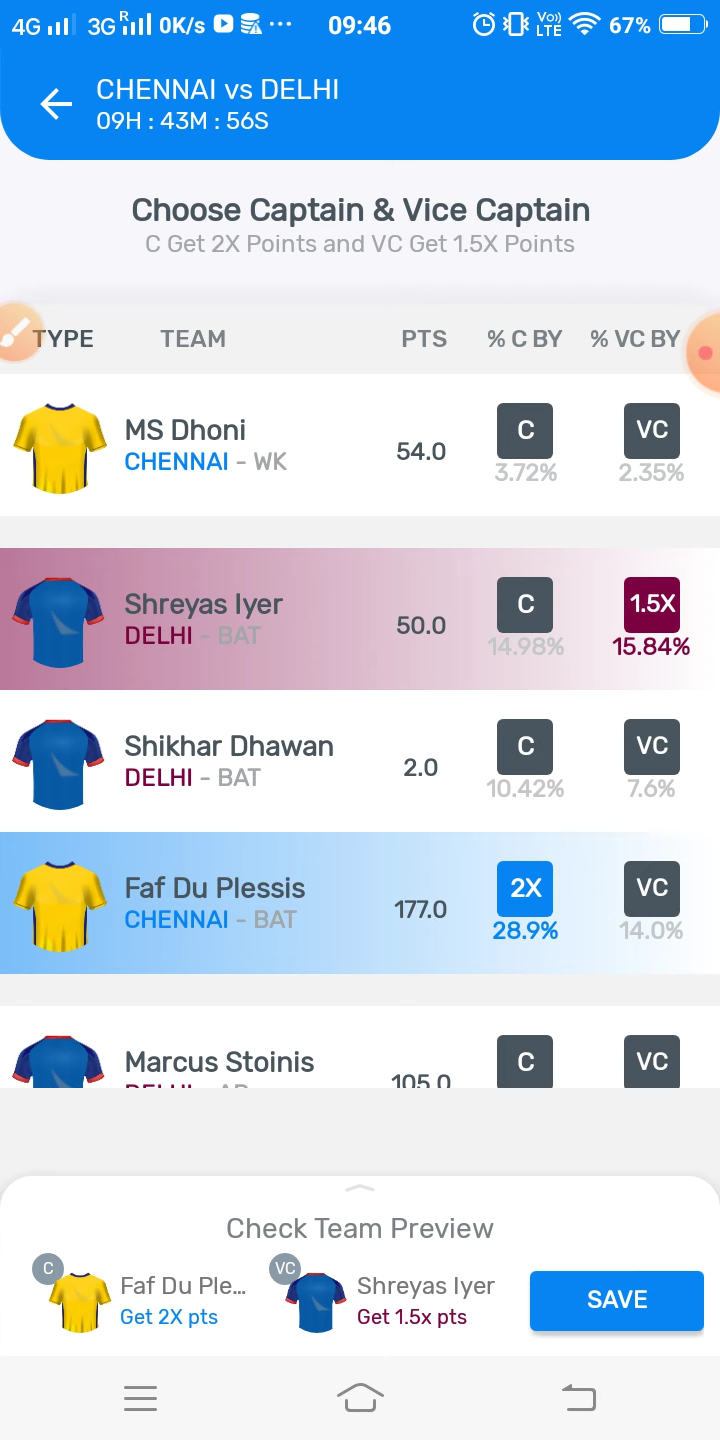 4G 3G R 0K/s ... 09:46 Vo)) LTE 67%
CHENNAI vs DELHI
09H : 43M : 56S
Choose Captain & Vice Captain
C Get 2X Points and VC Get 1.5X Points
TYPE TEAM PTS % C BY % VC BY
MS Dhoni
CHENNAI - WK
54.0
C
3.72%
VC
2.35%
Shreyas Iyer
DELHI - BAT
50.0
C
14.98%
1.5X
15.84%
Shikhar Dhawan
DELHI - BAT
2.0
C
10.42%
VC
7.6%
Faf Du Plessis
CHENNAI - BAT
177.0
2X
28.9%
VC
14.0%
Marcus Stoinis
DELHI - AR
105.0
C
VC
Check Team Preview
C
Faf Du Ple...
Get 2X pts
VC
Shreyas Iyer
Get 1.5x pts
SAVE